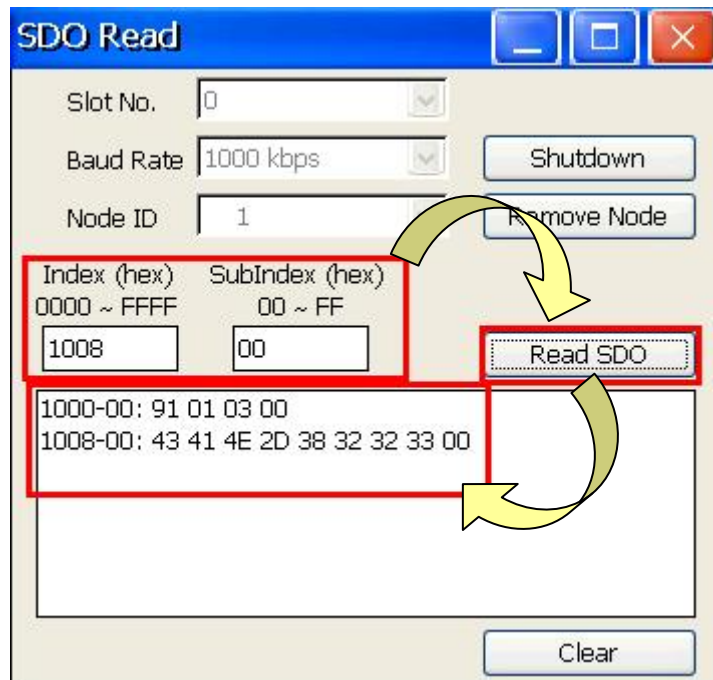 SDO Read
Slot No. 0
Baud Rate 1000 kbps Shutdown
Node ID 1 Remove Node
Index (hex) SubIndex (hex)
0000 ~ FFFF 00 ~ FF
1008 00 Read SDO
1000-00: 91 01 03 00
1008-00: 43 41 4E 2D 38 32 32 33 00
Clear